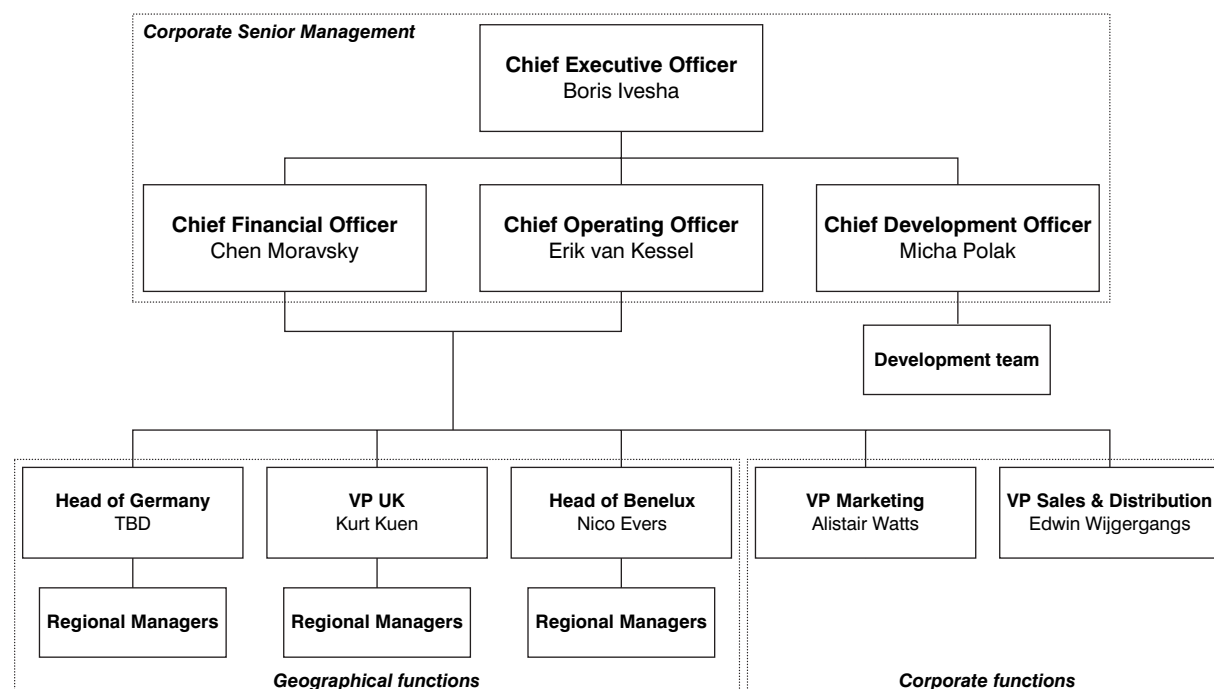 Corporate Senior Management
Chief Executive Officer
Boris Ivesha
Chief Financial Officer
Chen Moravsky
Chief Operating Officer
Erik van Kessel
Chief Development Officer
Micha Polak
Development team
Head of Germany
TBD
VP UK
Kurt Kuen
Head of Benelux
Nico Evers
VP Marketing
Alistair Watts
VP Sales & Distribution
Edwin Wijgergangs
Regional Managers
Regional Managers
Regional Managers
Geographical functions
Corporate functions